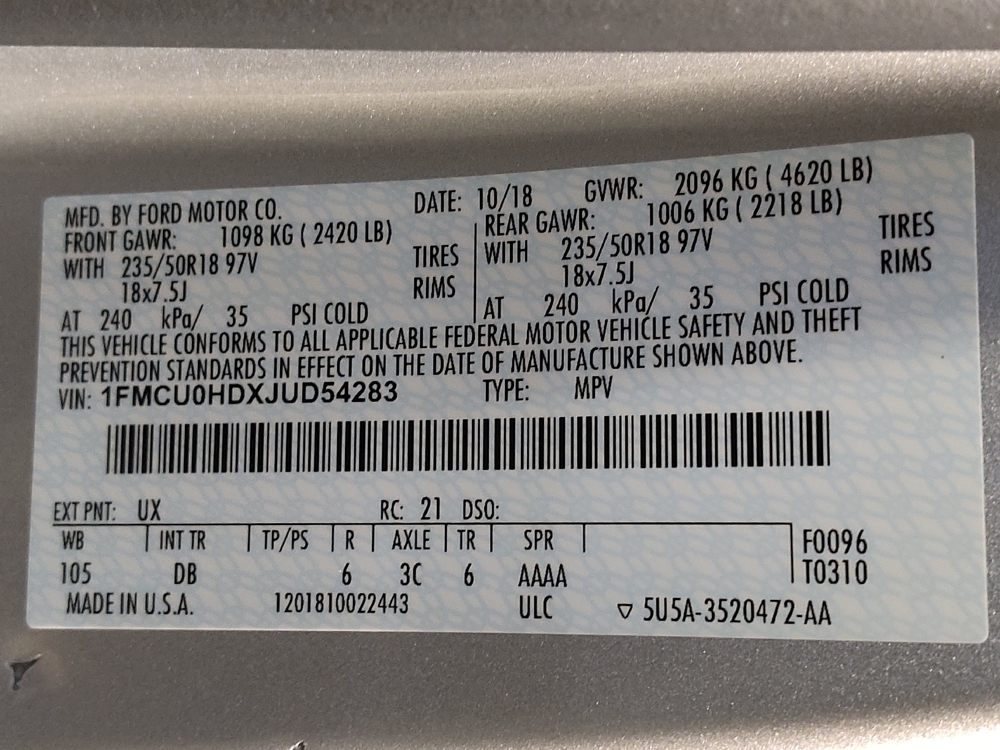 MFD. BY FORD MOTOR CO. DATE: 10/18 GVWR: 2096 KG ( 4620 LB)
FRONT GAWR: 1098 KG ( 2420 LB) REAR GAWR: 1006 KG ( 2218 LB)
WITH 235/50R18 97V TIRES WITH 235/50R18 97V TIRES
18x7.5J RIMS 18x7.5J RIMS
AT 240 kPa/ 35 PSI COLD AT 240 kPa/ 35 PSI COLD
THIS VEHICLE CONFORMS TO ALL APPLICABLE FEDERAL MOTOR VEHICLE SAFETY AND THEFT
PREVENTION STANDARDS IN EFFECT ON THE DATE OF MANUFACTURE SHOWN ABOVE.
VIN: 1FMCU0HDXJUD54283 TYPE: MPV
EXT PNT: UX RC: 21 DSO:
WB INT TR TP/PS R AXLE TR SPR F0096
105 DB 6 3C 6 AAAA T0310
MADE IN U.S.A. 1201810022443 ULC ▽ 5U5A-3520472-AA